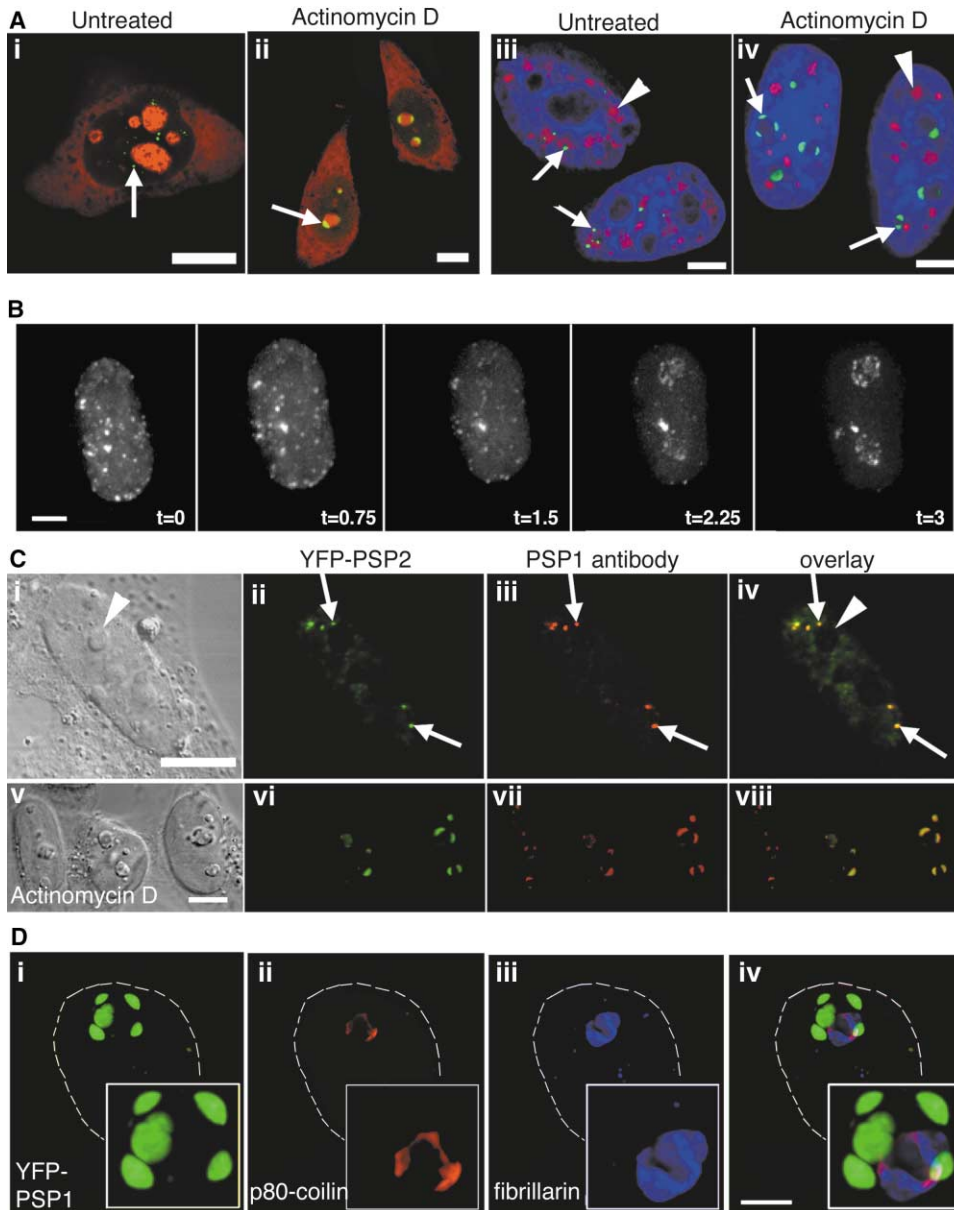 A
Untreated
Actinomycin D
Untreated
Actinomycin D
i
ii
iii
iv
B
t=0
t=0.75
t=1.5
t=2.25
t=3
C
YFP-PSP2
PSP1 antibody
overlay
i
ii
iii
iv
v
vi
vii
viii
Actinomycin D
D
i
ii
iii
iv
YFP-
PSP1
p80-coilin
fibrillarin